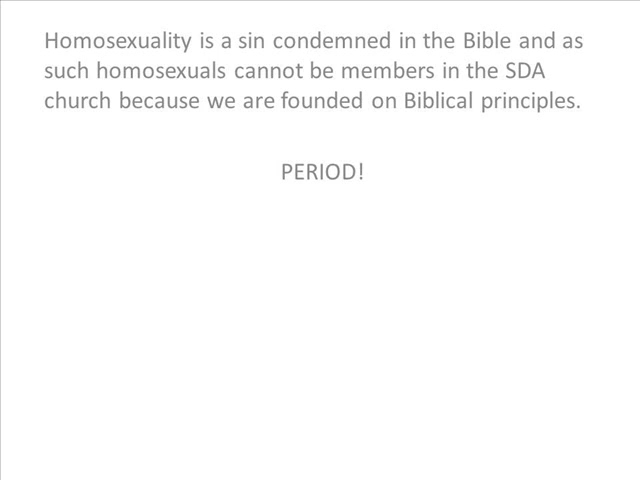 Homosexuality is a sin condemned in the Bible and as
such homosexuals cannot be members in the SDA
church because we are founded on Biblical principles.
PERIOD!